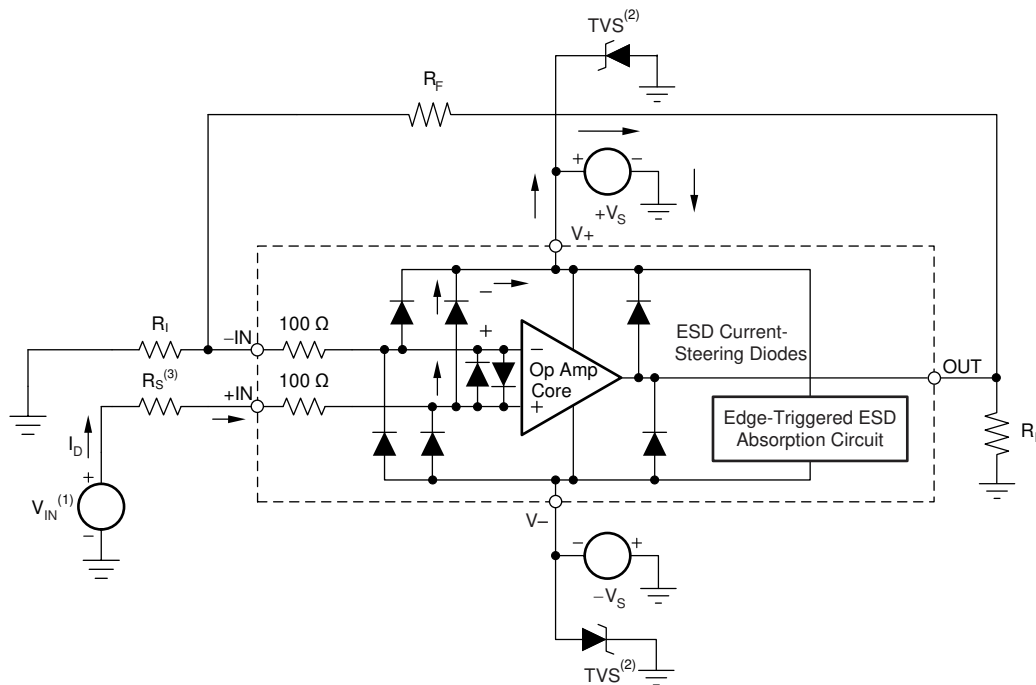 TVS(2)
RF
+ −
+VS
V+
−
RI
−IN
100 Ω
+
−
ESD Current-
Steering Diodes
RS(3)
+IN
100 Ω
Op Amp
Core
+
OUT
Edge-Triggered ESD
Absorption Circuit
ID
R
+
VIN(1)
−
V−
− +
−VS
TVS(2)